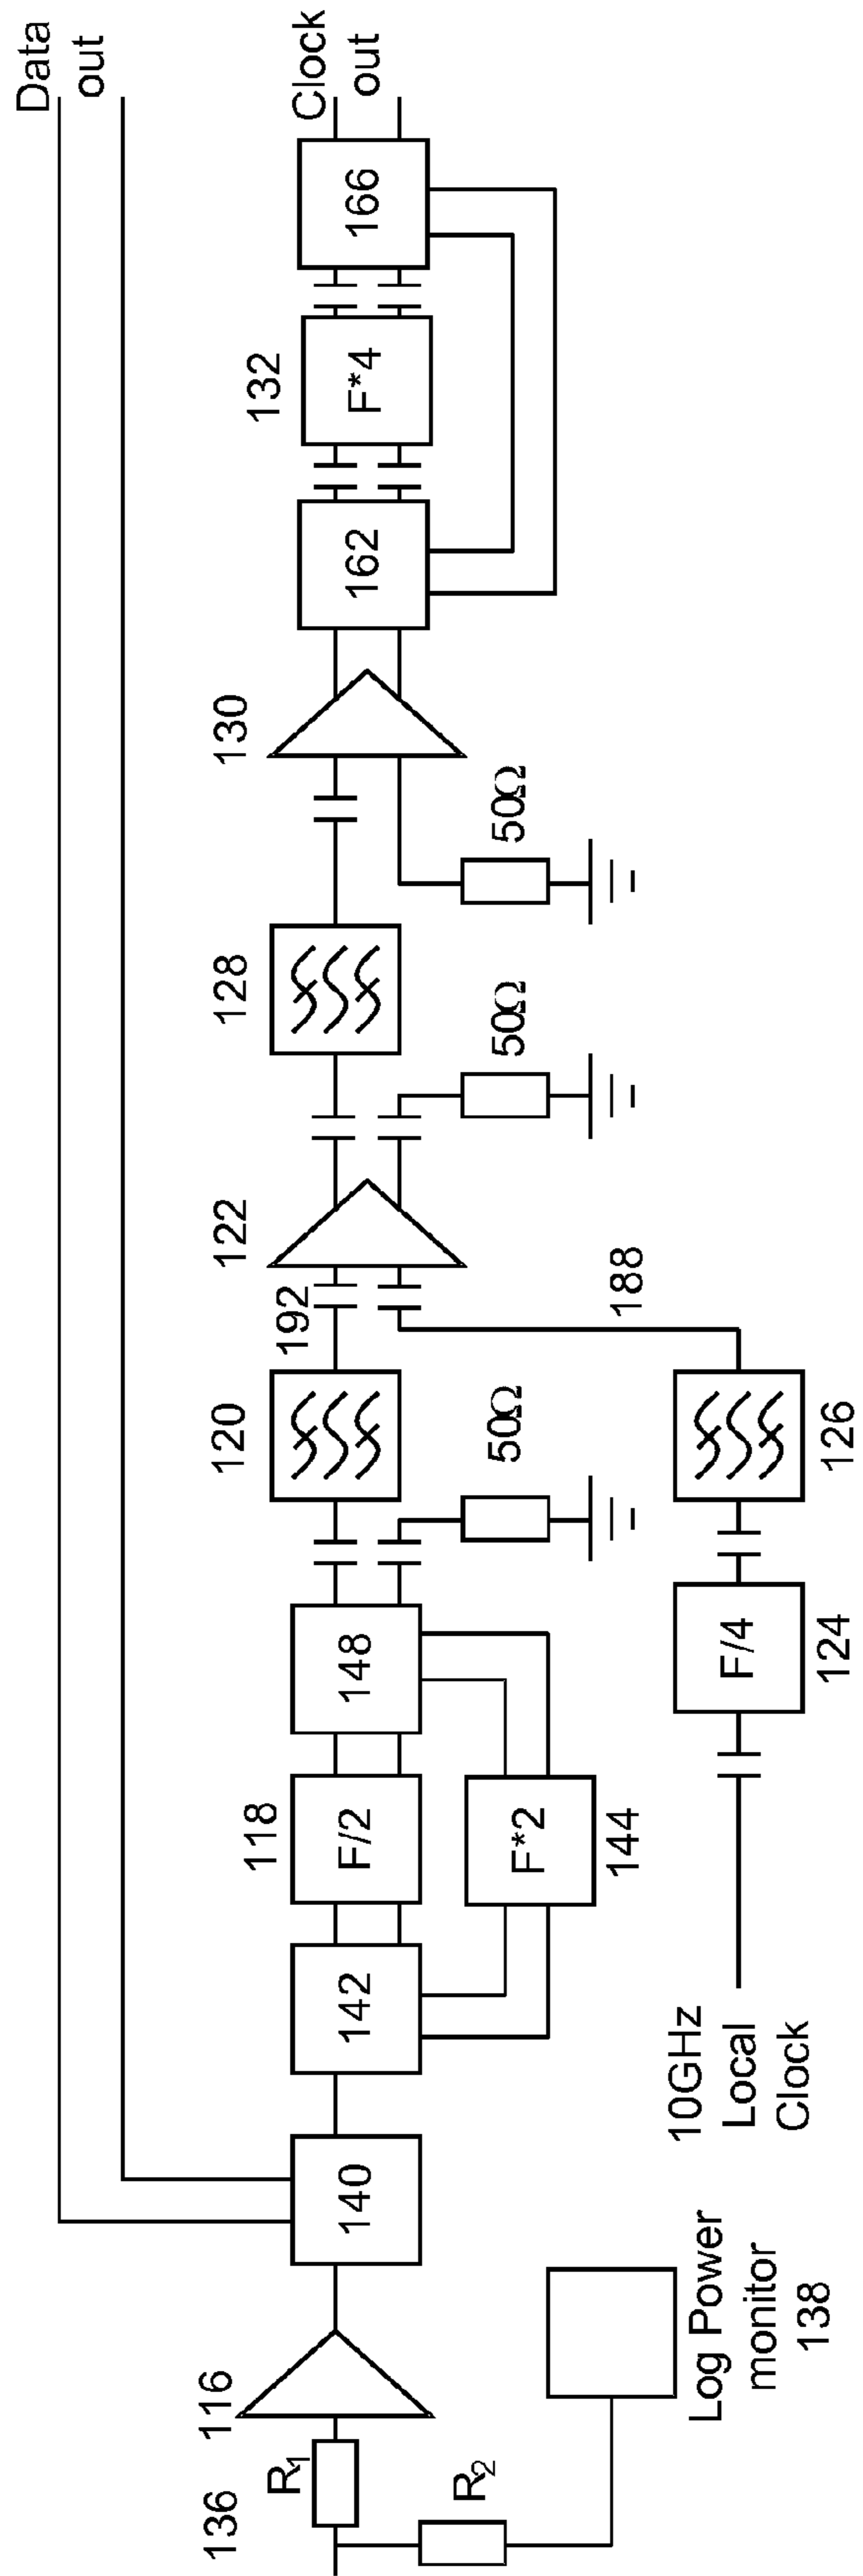 Data
out
Clock
out
136
R1
R2
116
Log Power
monitor
138
140
142
118
F/2
148
F*2
144
50Ω
120
192
122
188
10GHz
Local
Clock
F/4
124
126
50Ω
128
50Ω
130
162
132
F*4
166